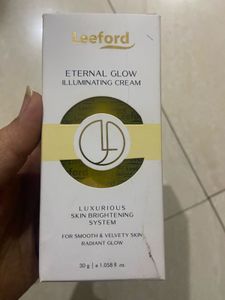 Leeford
ETERNAL GLOW
ILLUMINATING CREAM
LUXURIOUS
SKIN BRIGHTENING
SYSTEM
FOR SMOOTH & VELVETY SKIN
RADIANT GLOW
30 g | e 1.058 fl. oz.